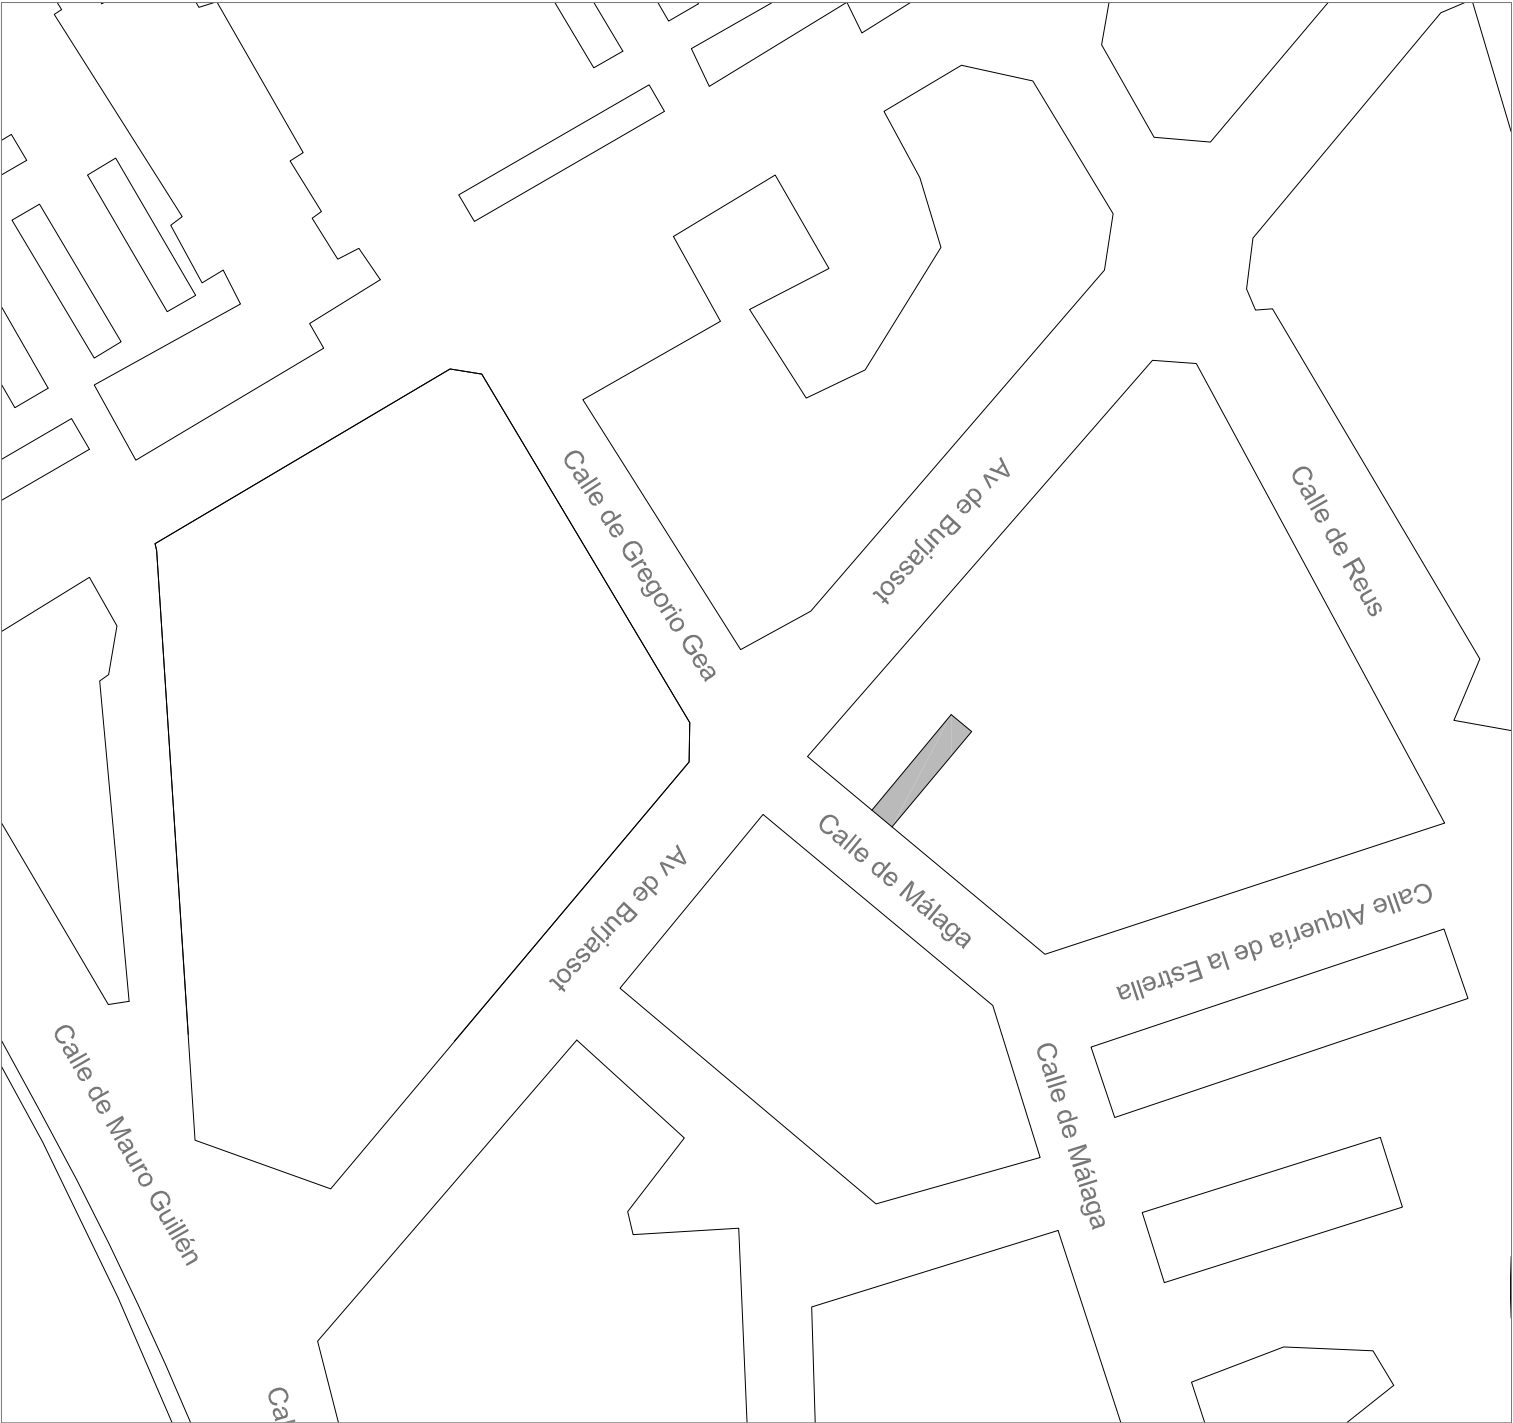 Calle de Gregorio Gea
Av de Burjassot
Calle de Reus
Calle de Málaga
Av de Burjassot
Calle Alquería de la Estrella
Calle de Mauro Guillén
Calle de Málaga
Cal